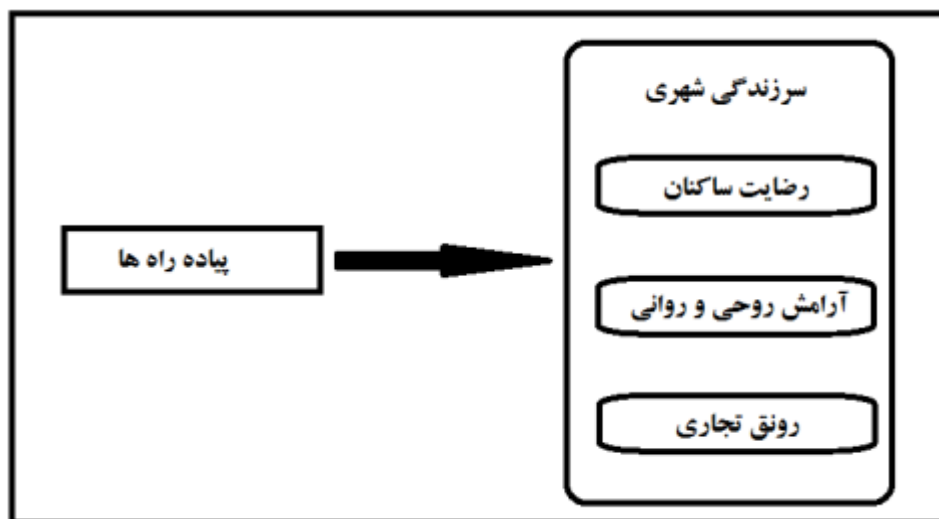 سرزندگی شهری
رضایت ساکنان
پیاده راه ها
آرامش روحی و روانی
رونق تجاری